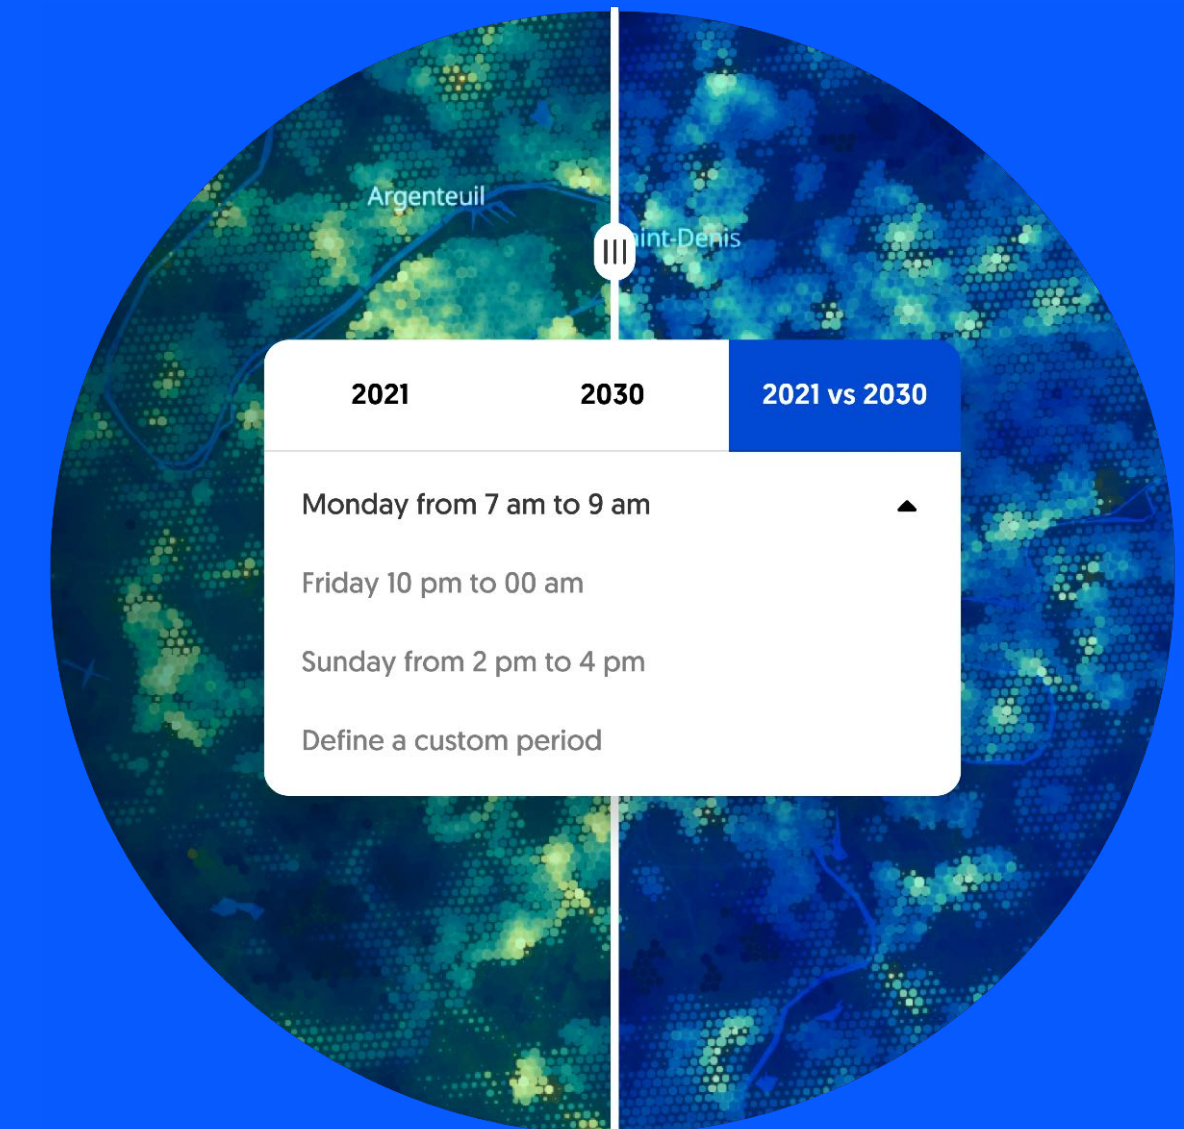 Argenteuil
int-Denis
2021
2030
2021 vs 2030
Monday from 7 am to 9 am
Friday 10 pm to 00 am
Sunday from 2 pm to 4 pm
Define a custom period